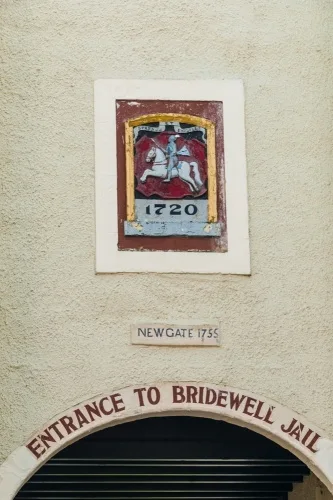 1720
NEWGATE 1755
ENTRANCE TO BRIDEWELL JAIL